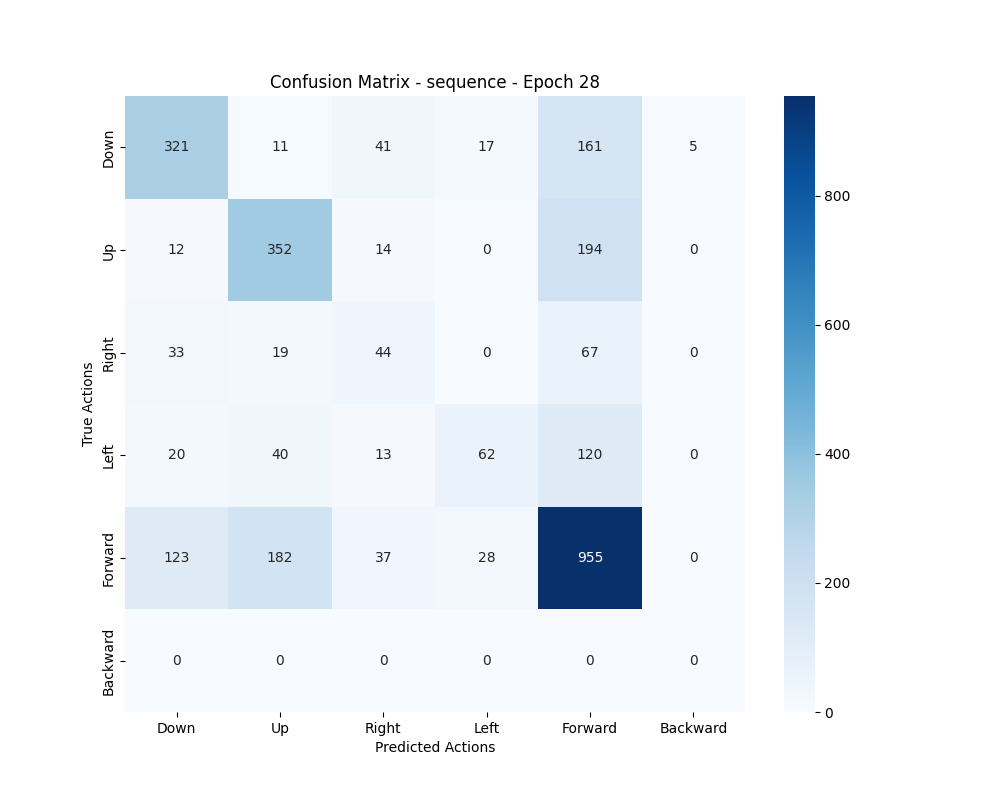 Confusion Matrix - sequence - Epoch 28
True Actions
Down 321 11 41 17 161 5
Up 12 352 14 0 194 0
Right 33 19 44 0 67 0
Left 20 40 13 62 120 0
Forward 123 182 37 28 955 0
Backward 0 0 0 0 0 0
Down Up Right Left Forward Backward
Predicted Actions
800
600
400
200
0